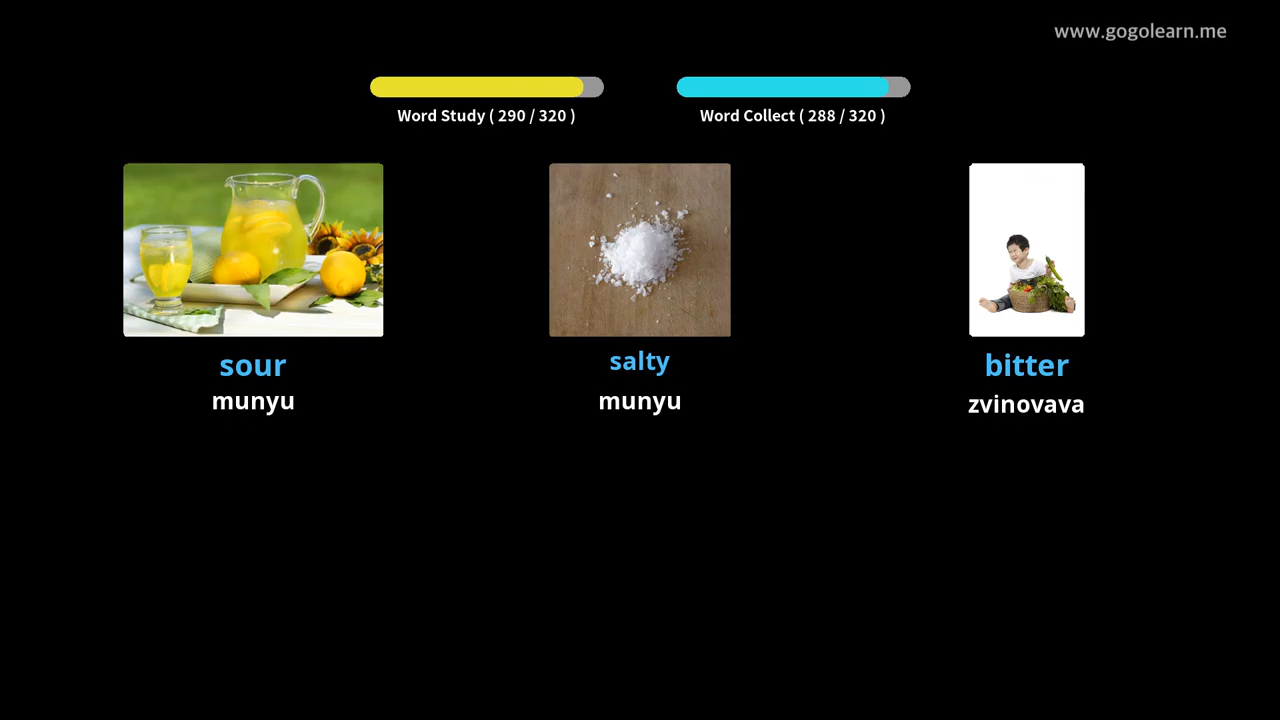 www.gogolearn.me
Word Study ( 290 / 320 )
Word Collect ( 288 / 320 )
sour
munyu
salty
munyu
bitter
zvinovava